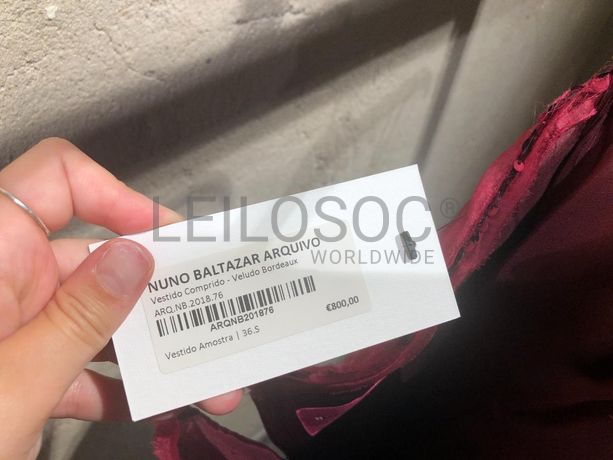 LEILOSOC®
WORLDWIDE
NUNO BALTAZAR ARQUIVO
Vestido Comprido - Veludo Bordeaux
ARQ.NB.2018.76
ARQNB201876
€800,00
Vestido Amostra | 36.S